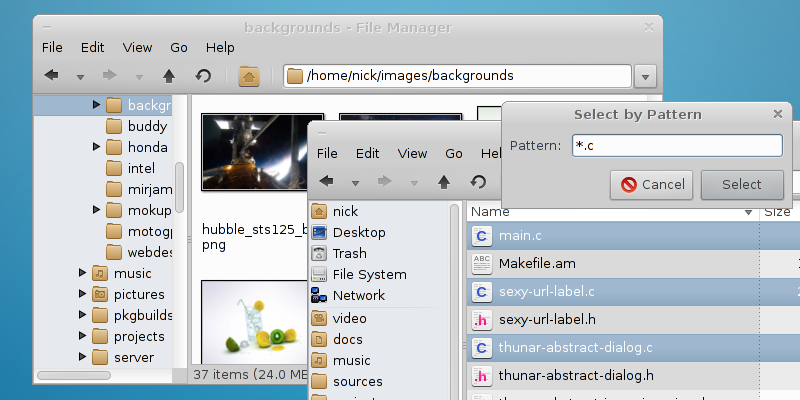 backgrounds - File Manager
File Edit View Go Help
/home/nick/images/backgrounds
backgr
buddy
honda
intel
mirjam
mokup
motogp
webdes
music
pictures
pkgbuilds
projects
server
hubble_sts125_b
png
37 items (24.0 ME
File Edit View Go Hel
nick
Desktop
Trash
File System
Network
video
docs
music
sources
Select by Pattern
Pattern: *.c
Cancel Select
Name Size
main.c
Makefile.am
sexy-url-label.c
sexy-url-label.h
thunar-abstract-dialog.c
thunar-abstract-dialog.h